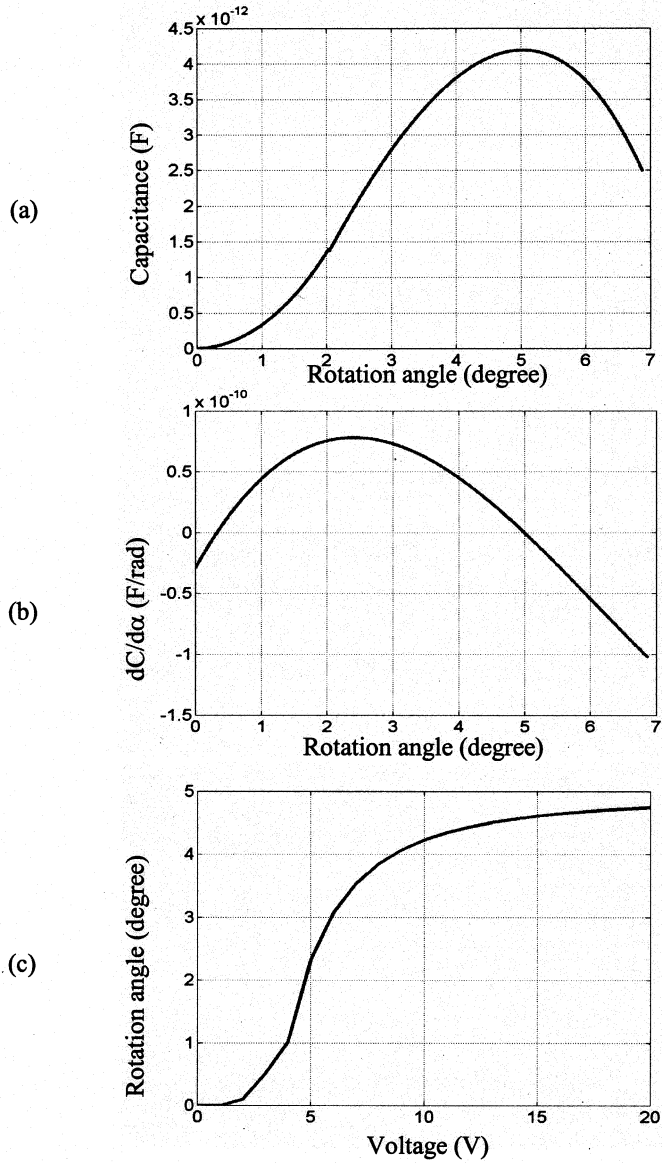 x 10⁻¹²
4.5
4
3.5
3
2.5
2
1.5
1
0.5
0
Capacitance (F)
(a)
0 1 2 3 4 5 6 7
Rotation angle (degree)
x 10⁻¹⁰
1
0.5
0
-0.5
-1
-1.5
dC/dα (F/rad)
(b)
0 1 2 3 4 5 6 7
Rotation angle (degree)
5
4
3
2
1
0
Rotation angle (degree)
(c)
0 5 10 15 20
Voltage (V)